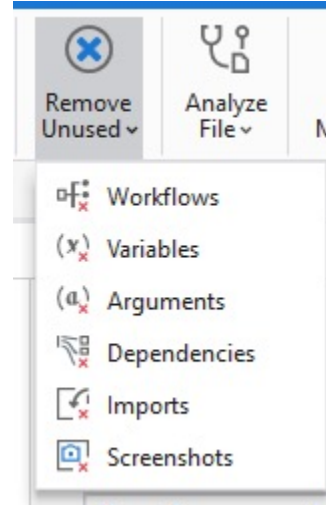 Remove
Unused
Analyze
File
Workflows
Variables
Arguments
Dependencies
Imports
Screenshots